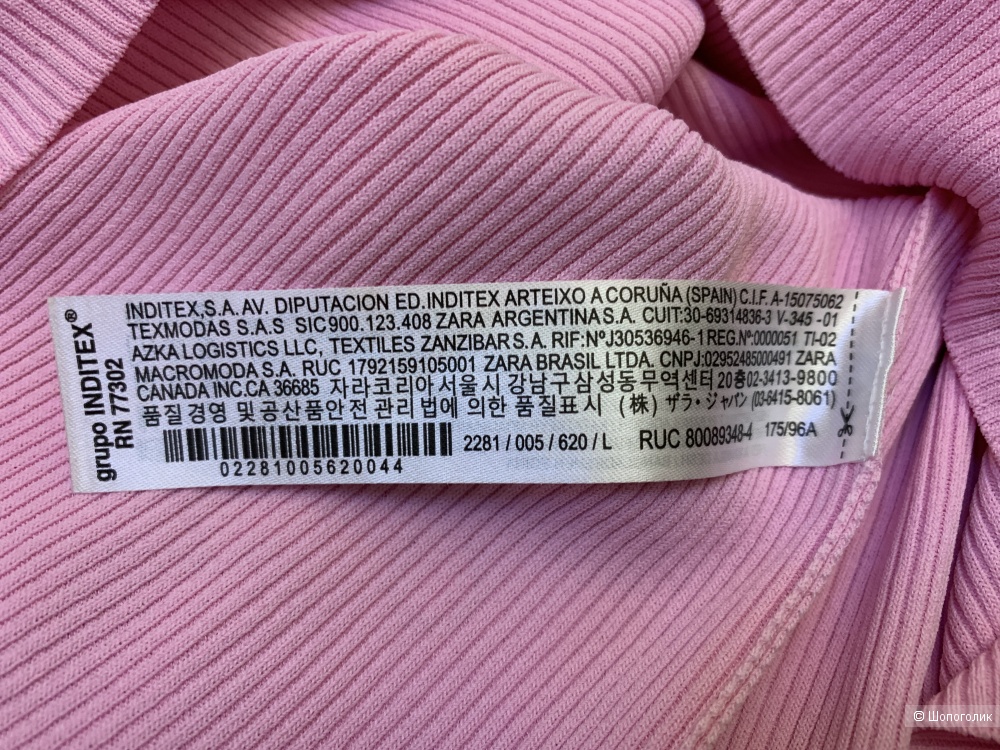 grupo INDITEX®
RN 77302
INDITEX,S.A. AV. DIPUTACION ED.INDITEX ARTEIXO A CORUÑA (SPAIN) C.I.F. A-15075062
TEXMODAS S.A.S SIC 900.123.408 ZARA ARGENTINA S.A. CUIT:30-69314836-3 V-345 -01
AZKA LOGISTICS LLC, TEXTILES ZANZIBAR S.A. RIF:NºJ30536946-1 REG.Nº:0000051 TI-02
MACROMODA S.A. RUC 1792159105001 ZARA BRASIL LTDA. CNPJ:02952485000491 ZARA
CANADA INC.CA 36685 자라코리아 서울시 강남구삼성동무역센터 20층02-3413-9800
품질경영 및공산품안전관리법에 의한 품질표시 (株) ザラ・ジャパン (03-6415-8061)
2281 / 005 / 620 / L RUC 80089348-4 175/96A
02281005620044
© Шопоголик